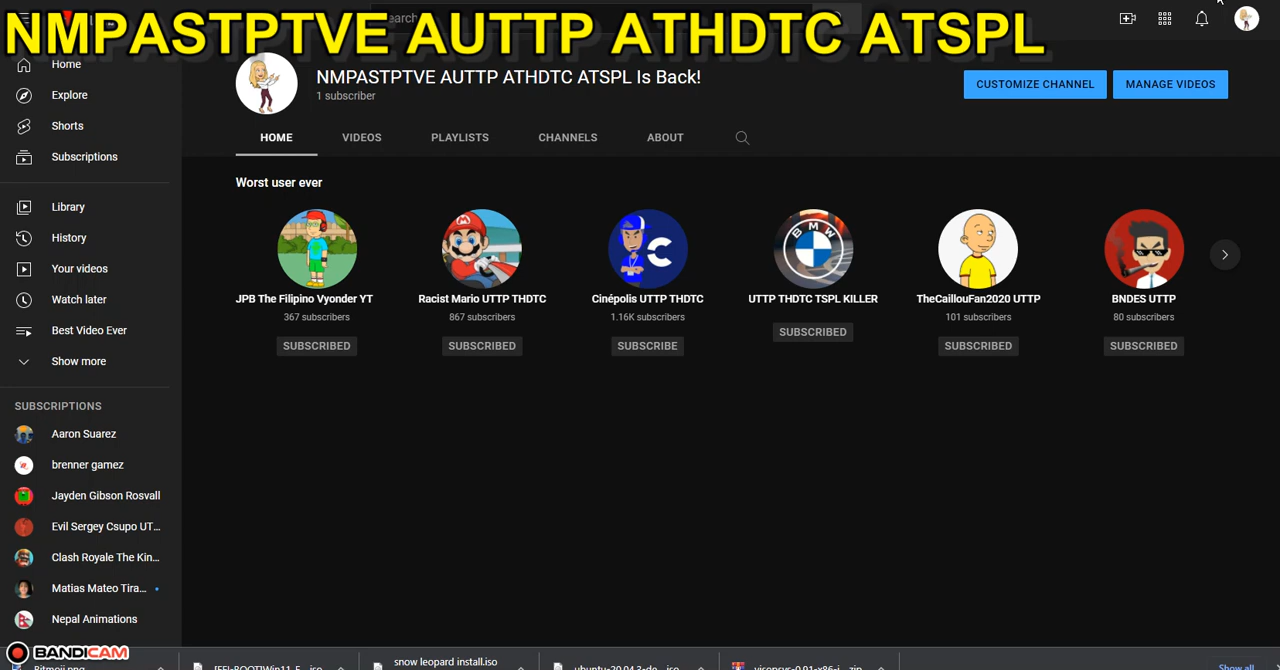 NMPASTPTVE AUTTP ATHDTC ATSPL
NMPASTPTVE AUTTP ATHDTC ATSPL Is Back!
1 subscriber
CUSTOMIZE CHANNEL
MANAGE VIDEOS
HOME
VIDEOS
PLAYLISTS
CHANNELS
ABOUT
Home
Explore
Shorts
Subscriptions
Library
History
Your videos
Watch later
Best Video Ever
Show more
SUBSCRIPTIONS
Aaron Suarez
brenner gamez
Jayden Gibson Rosvall
Evil Sergey Csupo UT...
Clash Royale The Kin...
Matias Mateo Tira...
Nepal Animations
Worst user ever
JPB The Filipino Vyonder YT
367 subscribers
SUBSCRIBED
Racist Mario UTTP THDTC
867 subscribers
SUBSCRIBED
Cinépolis UTTP THDTC
1.16K subscribers
SUBSCRIBE
UTTP THDTC TSPL KILLER
SUBSCRIBED
TheCaillouFan2020 UTTP
101 subscribers
SUBSCRIBED
BNDES UTTP
80 subscribers
SUBSCRIBED
BANDICAM
snow leopard install.iso
Show all